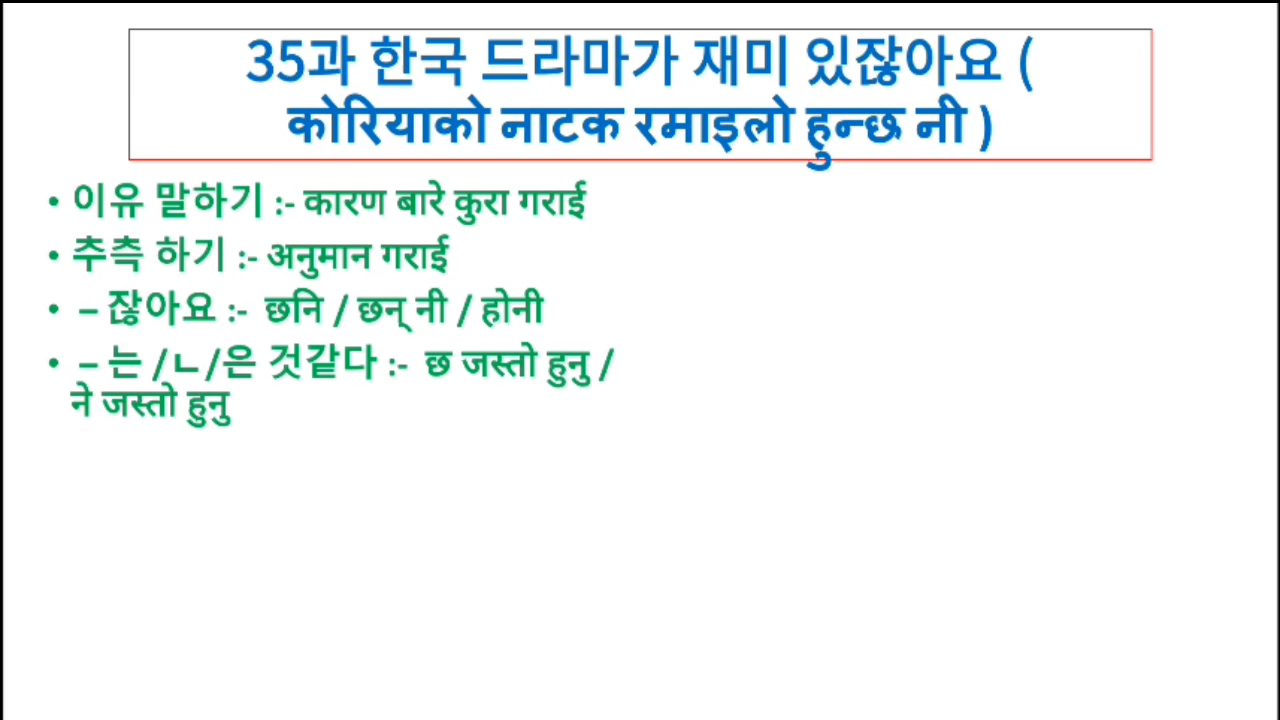 35과 한국 드라마가 재미 있잖아요 (
कोरियाको नाटक रमाइलो हुन्छ नी )
• 이유 말하기 :- कारण बारे कुरा गराई
• 추측 하기 :- अनुमान गराई
• – 잖아요 :- छनि / छन् नी / होनी
• – 는 /ㄴ/은 것같다 :- छ जस्तो हुनु /
ने जस्तो हुनु